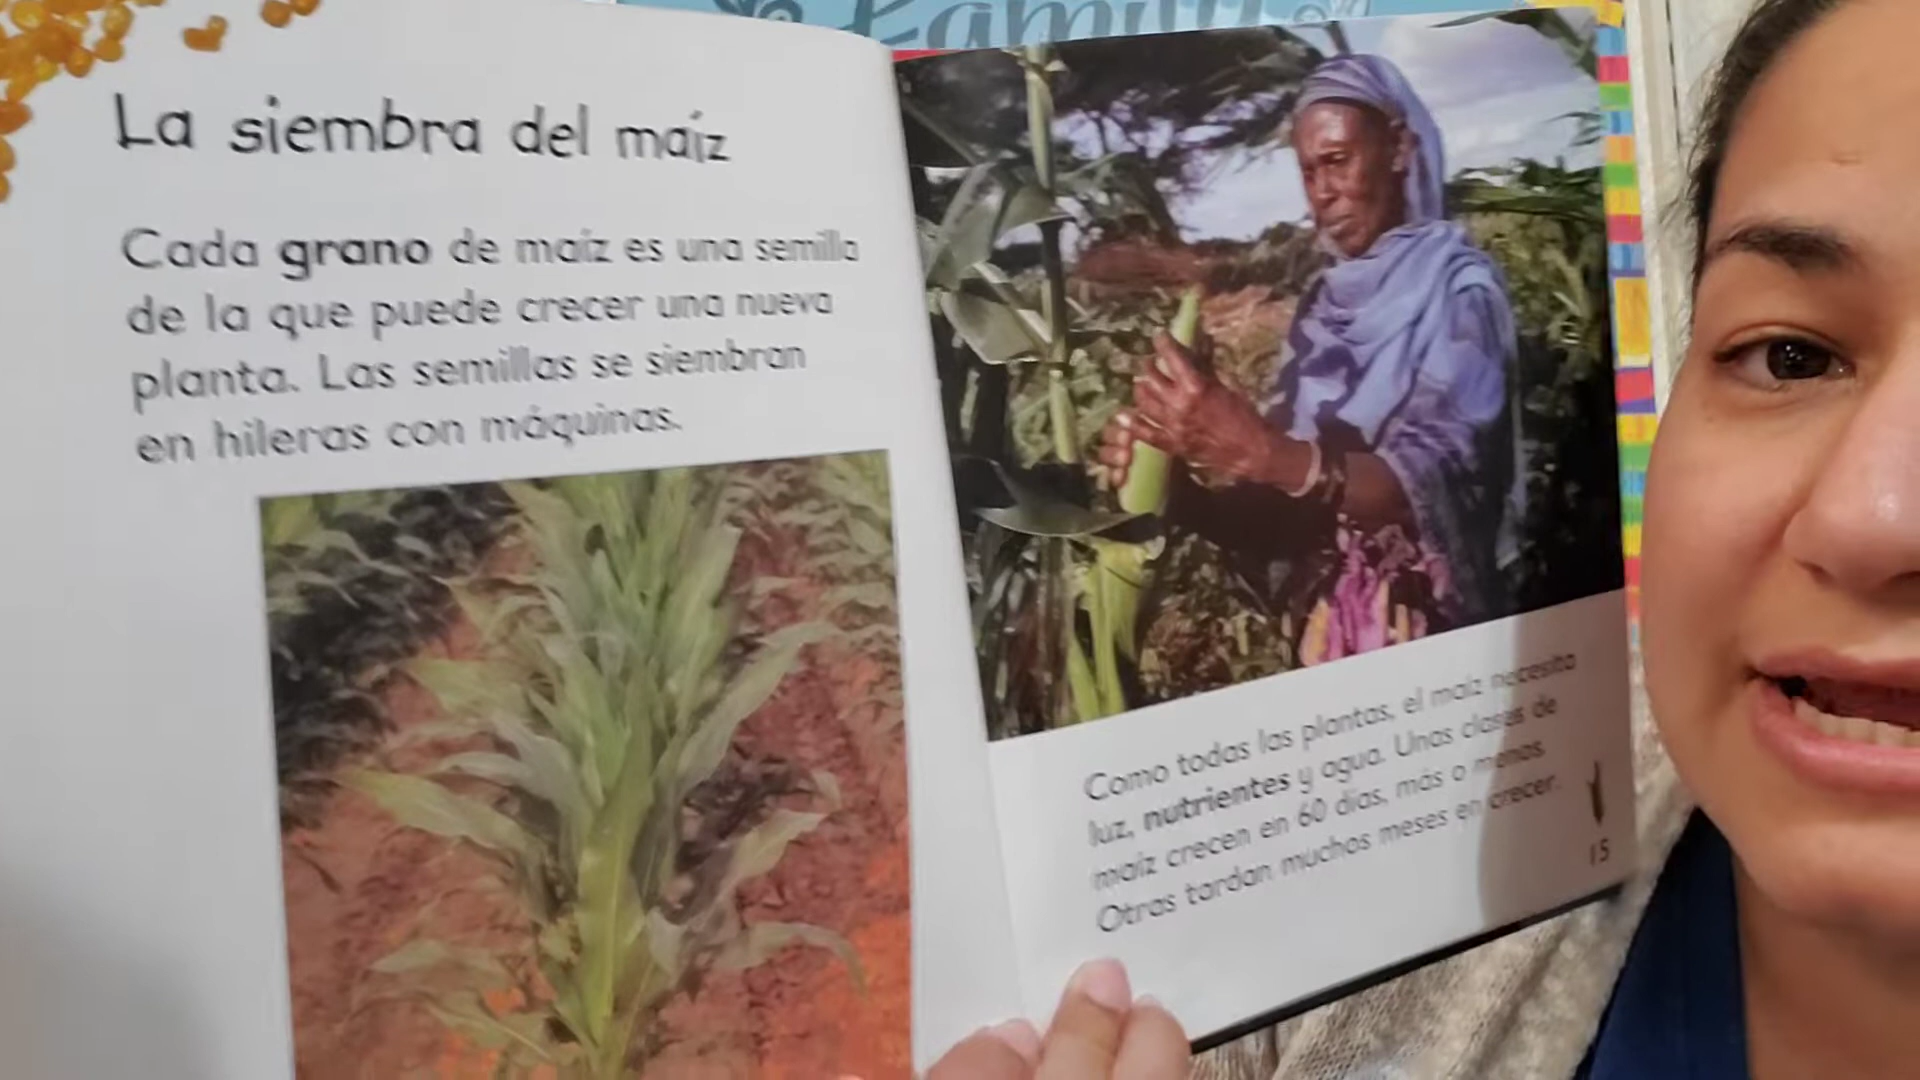 Family
La siembra del maíz
Cada grano de maíz es una semilla
de la que puede crecer una nueva
planta. Las semillas se siembran
en hileras con máquinas.
Como todas las plantas, el maíz necesita
luz, nutrientes y agua. Unas clases de
maíz crecen en 60 días, más o menos.
Otras tardan muchos meses en crecer.
15